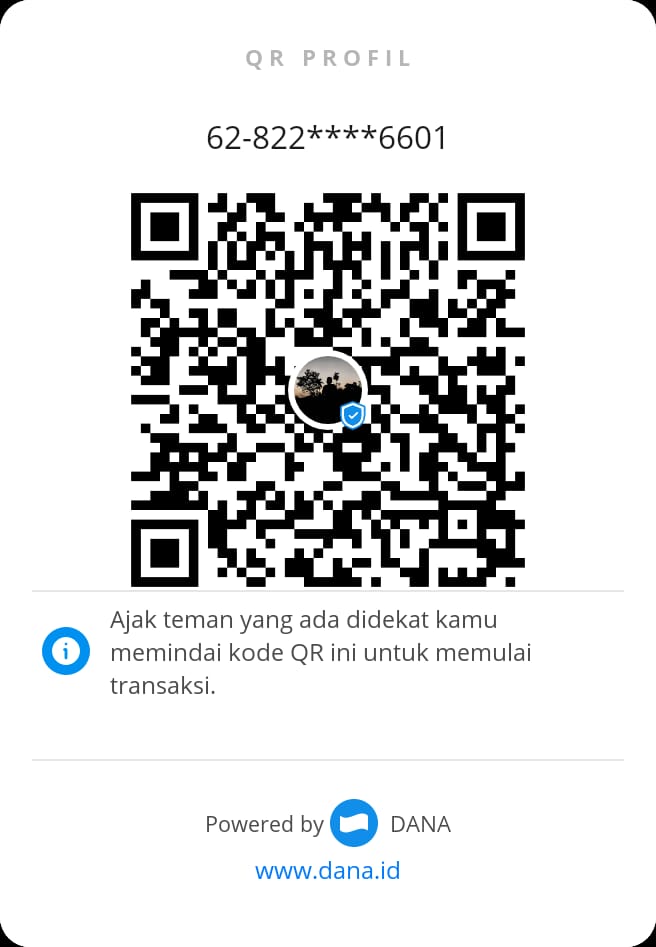 QR PROFIL
62-822****6601
Ajak teman yang ada didekat kamu
memindai kode QR ini untuk memulai
transaksi.
Powered by DANA
www.dana.id